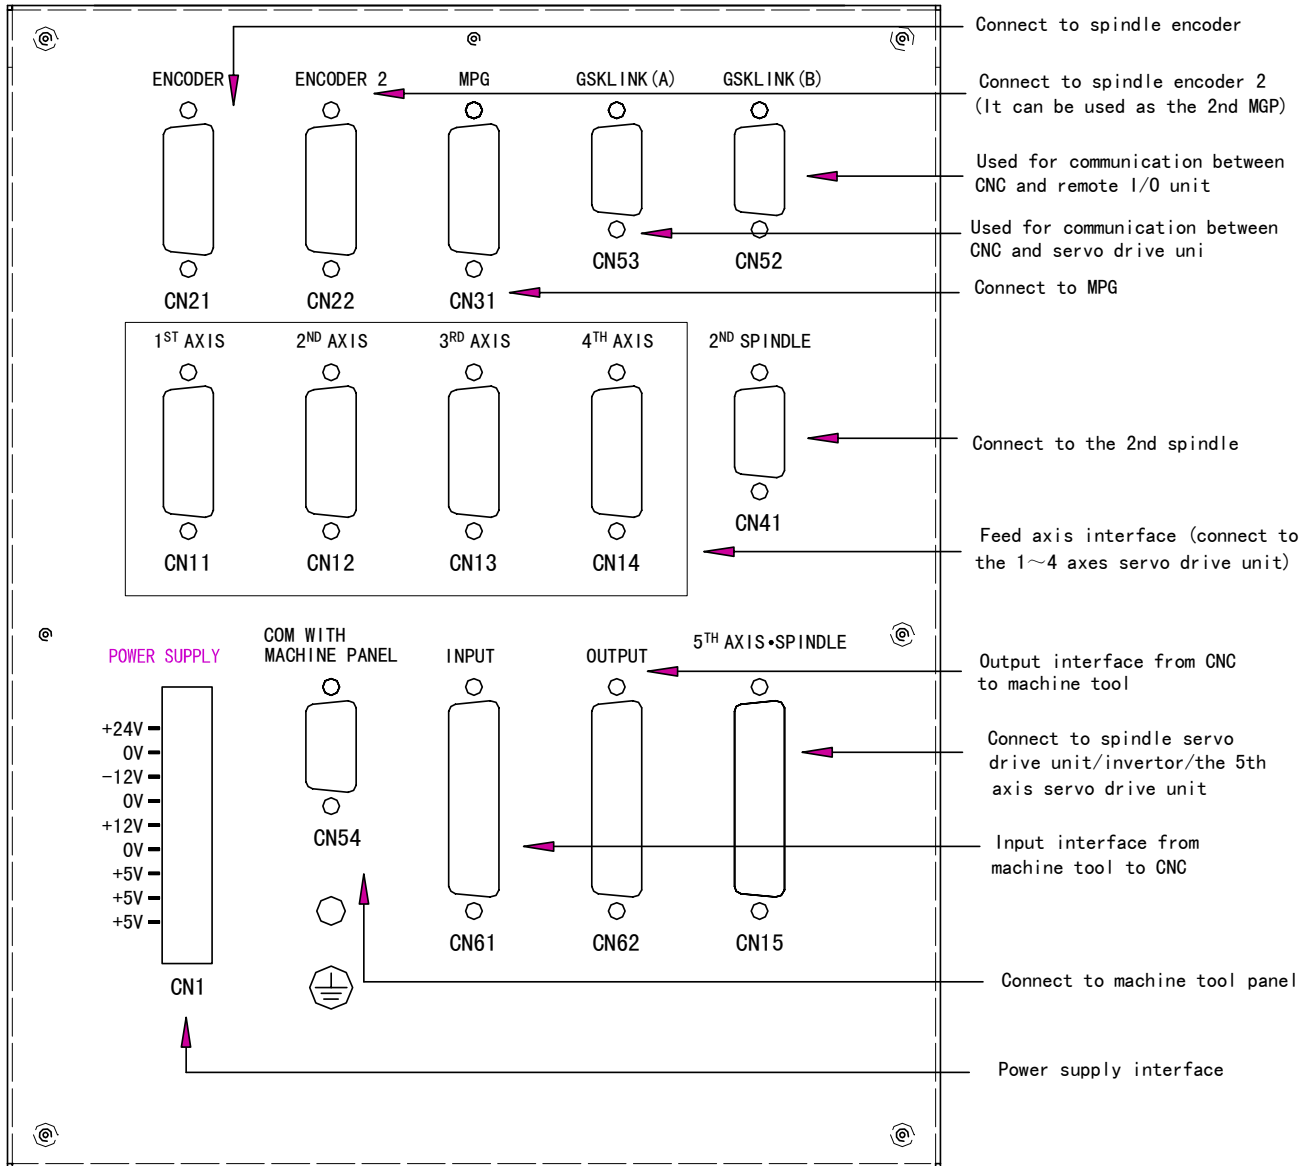 Connect to spindle encoder
ENCODER
ENCODER 2
MPG
GSKLINK(A)
GSKLINK(B)
Connect to spindle encoder 2
(It can be used as the 2nd MGP)
Used for communication between
CNC and remote I/O unit
Used for communication between
CNC and servo drive uni
CN53
CN52
CN21
CN22
CN31
Connect to MPG
1ST AXIS
2ND AXIS
3RD AXIS
4TH AXIS
2ND SPINDLE
Connect to the 2nd spindle
CN41
CN11
CN12
CN13
CN14
Feed axis interface (connect to
the 1~4 axes servo drive unit)
POWER SUPPLY
COM WITH
MACHINE PANEL
INPUT
OUTPUT
5TH AXIS•SPINDLE
Output interface from CNC
to machine tool
+24V
0V
-12V
0V
+12V
0V
+5V
+5V
+5V
Connect to spindle servo
drive unit/invertor/the 5th
axis servo drive unit
CN54
Input interface from
machine tool to CNC
CN61
CN62
CN15
CN1
Connect to machine tool panel
Power supply interface